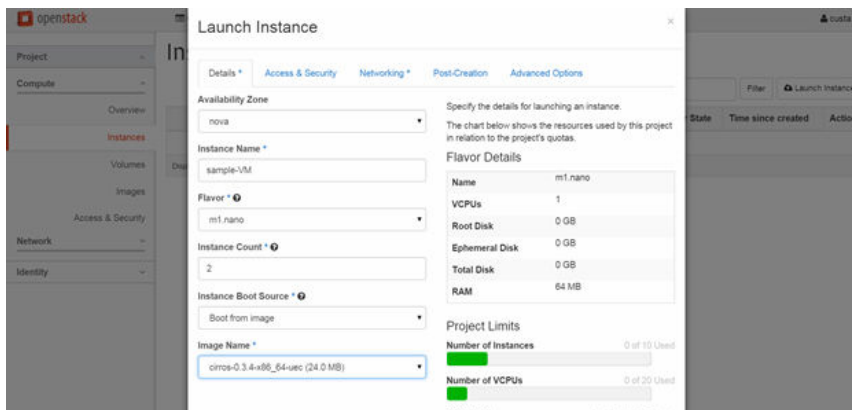 openstack
Launch Instance
×
custa
Project
Compute
Overview
Instances
Volumes
Images
Access & Security
Network
Identity
In
Details *
Access & Security
Networking *
Post-Creation
Advanced Options
Availability Zone
nova
Instance Name *
sample-VM
Flavor *
m1.nano
Instance Count *
2
Instance Boot Source *
Boot from image
Image Name *
cirros-0.3.4-x86_64-uec (24.0 MB)
Specify the details for launching an instance.
The chart below shows the resources used by this project
in relation to the project's quotas.
Flavor Details
Name m1.nano
VCPUs 1
Root Disk 0 GB
Ephemeral Disk 0 GB
Total Disk 0 GB
RAM 64 MB
Project Limits
Number of Instances 0 of 10 Used
Number of VCPUs 0 of 20 Used
Filter
Launch Instance
State
Time since created
Actio